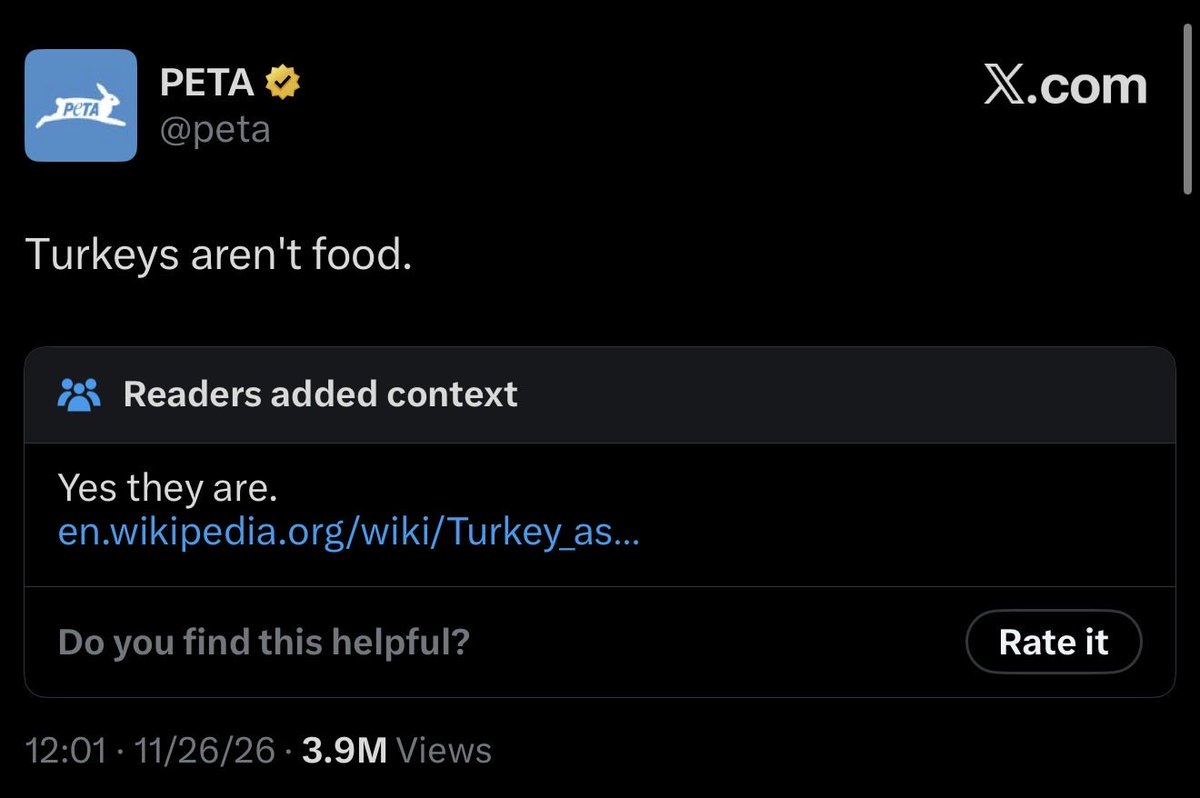 PETA
@peta
X.com
PETA
Turkeys aren't food.
Readers added context
Yes they are.
en.wikipedia.org/wiki/Turkey_as...
Do you find this helpful?
Rate it
12:01 · 11/26/26 · 3.9M Views